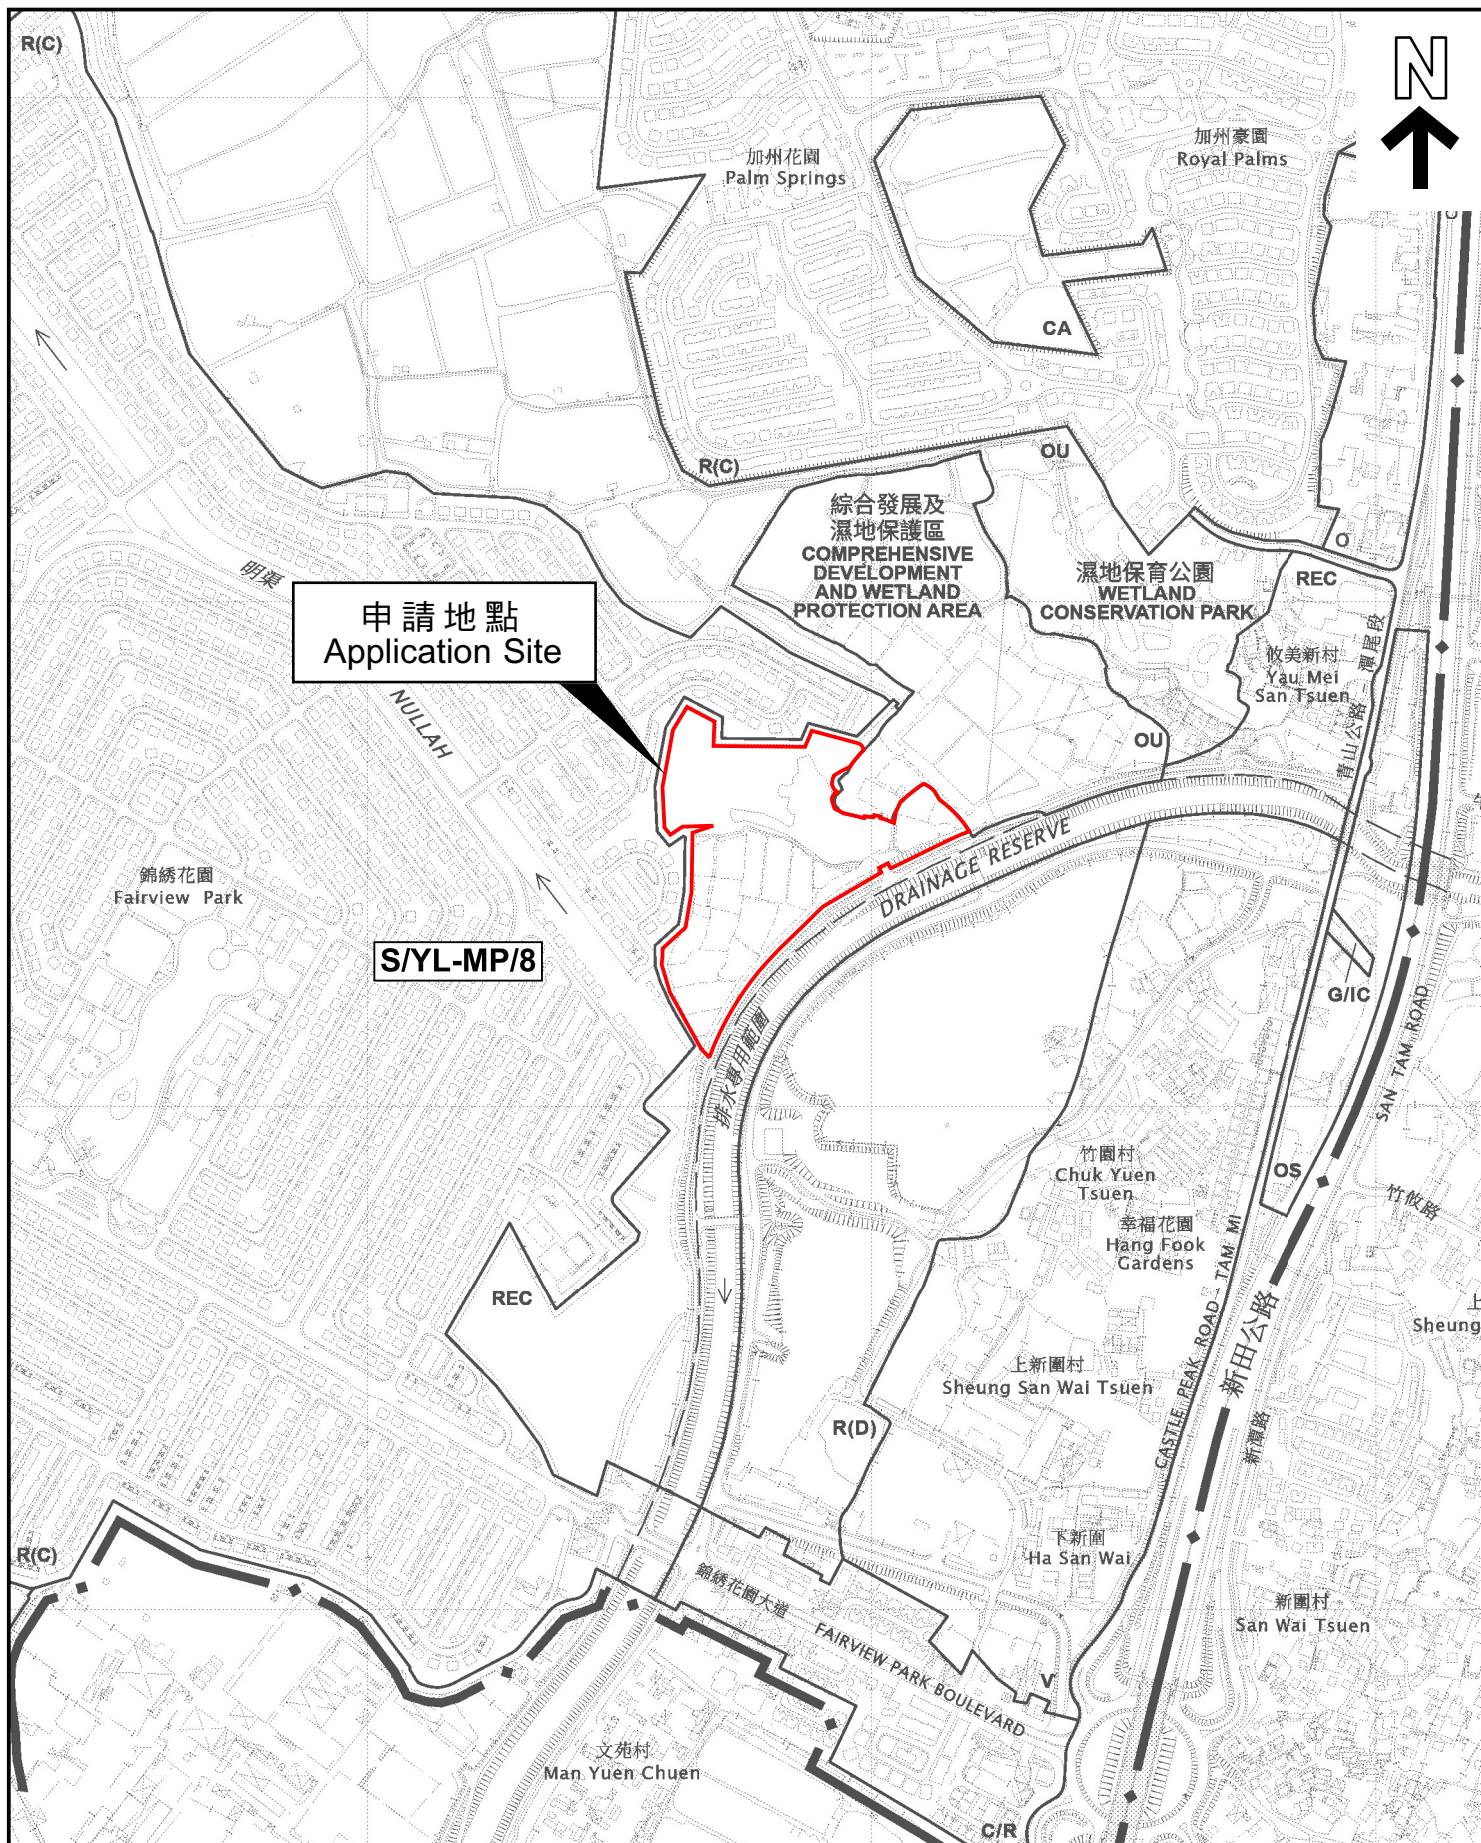 R(C)
N
加州花園
Palm Springs
加州豪園
Royal Palms
CA
R(C)
OU
綜合發展及
濕地保護區
COMPREHENSIVE
DEVELOPMENT
AND WETLAND
PROTECTION AREA
濕地保育公園
WETLAND
CONSERVATION PARK
O
REC
明渠
NULLAH
申請地點
Application Site
攸美新村
Yau Mei
San Tsuen
青山公路 - 潭尾段
OU
DRAINAGE RESERVE
排水專用範圍
錦綉花園
Fairview Park
S/YL-MP/8
G/IC
SAN TAM ROAD
OS
竹攸路
竹園村
Chuk Yuen
Tsuen
幸福花園
Hang Fook
Gardens
CASTLE PEAK ROAD - TAM MI
新田公路
新潭路
REC
上
Sheung
上新圍村
Sheung San Wai Tsuen
R(D)
下新圍
Ha San Wai
R(C)
錦綉花園大道
FAIRVIEW PARK BOULEVARD
新圍村
San Wai Tsuen
V
文苑村
Man Yuen Chuen
C/R